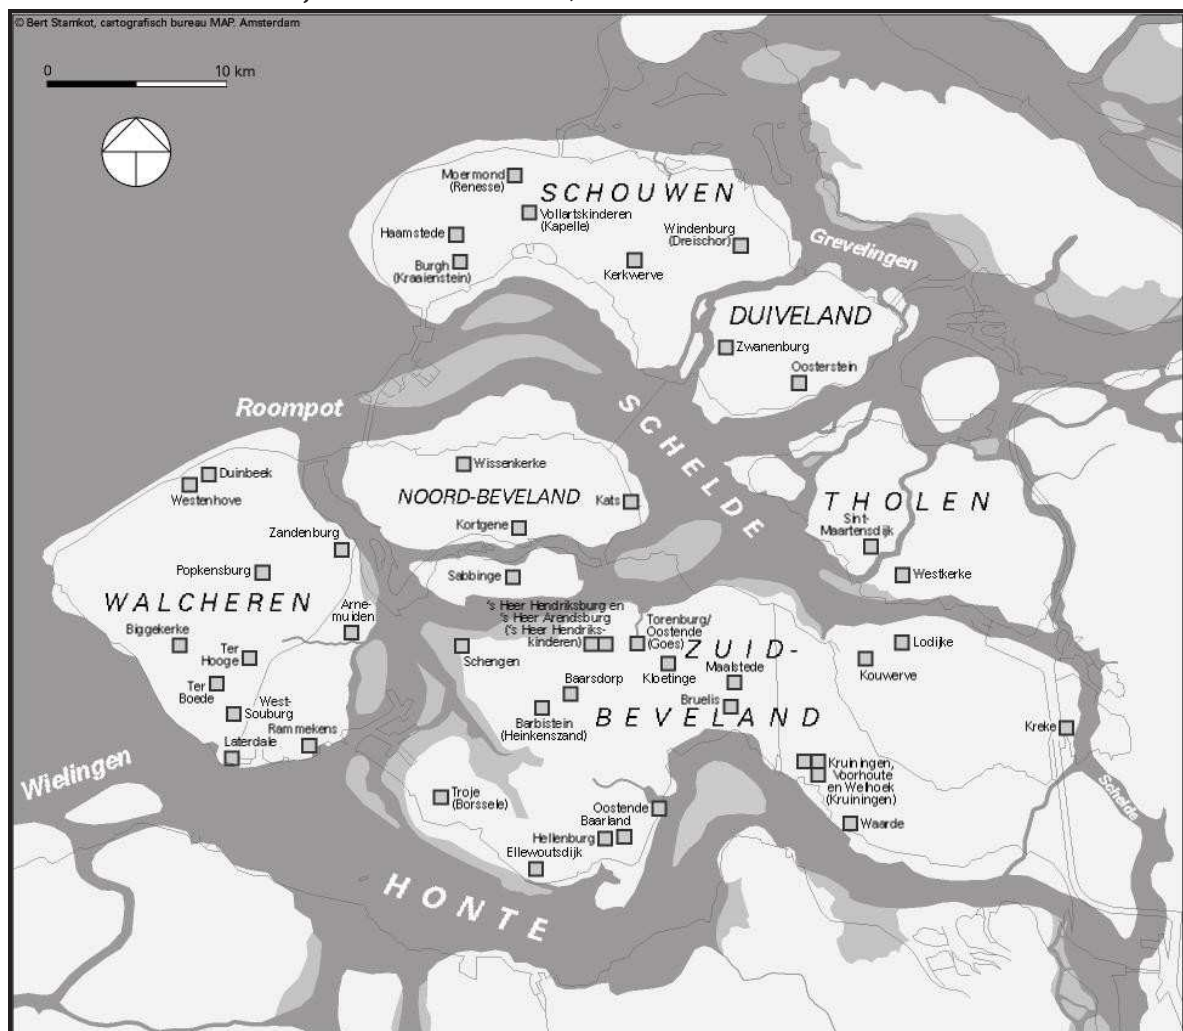 © Bert Stamkot, cartografisch bureau MAP. Amsterdam
0 10 km
Moermond
(Renesse)
SCHOUWEN
Vollartskinderen
(Kapelle)
Haamstede
Windenburg
(Dreischor)
Burgh
(Kraaienstein)
Kerkwerve
Grevelingen
DUIVELAND
Zwanenburg
Oosterstein
Roompot
SCHELDE
Duinbeek
Westenhove
Wissenkerke
NOORD-BEVELAND
Kats
Kortgene
THOLEN
Sint-
Maartensdijk
Westkerke
Zandenburg
Popkensburg
WALCHEREN
Arne-
muiden
Biggekerke
Ter
Hooge
Ter
Boede
West-
Souburg
Rammekens
Laterdale
Sabbinge
's Heer Hendriksburg en
's Heer Arendsburg
('s Heer Hendriks-
kinderen)
Torenburg/
Oostende
(Goes)
ZUID-
BEVELAND
Schengen
Kloetinge
Maalstede
Baarsdorp
Bruelis
Barbistein
(Heinkenszand)
Lodijke
Kouwerve
Kreke
Kruiningen,
Voorhoute
en Welhoek
(Kruiningen)
Waarde
Schelde
Wielingen
Troje
(Borssele)
Oostende
Baarland
Hellenburg
Ellewoutsdijk
HONTE